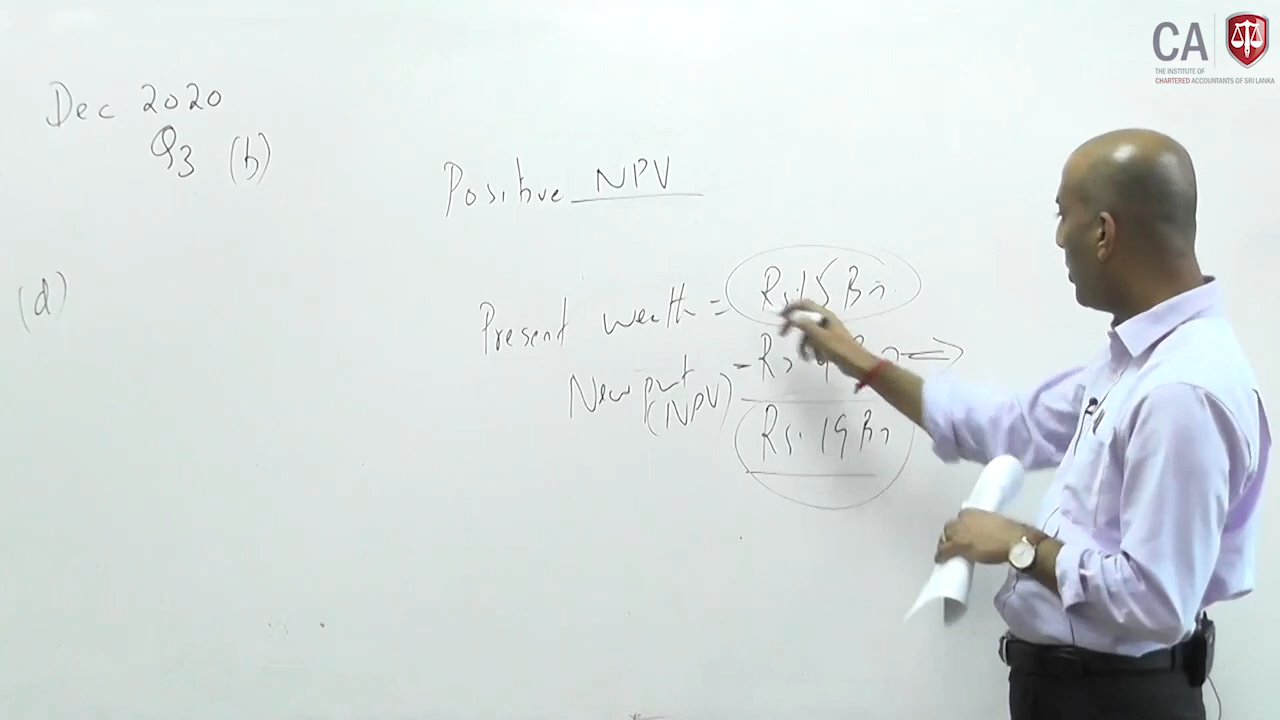 CA
THE INSTITUTE OF
CHARTERED ACCOUNTANTS OF SRI LANKA
Dec 2020
Q3 (b)
Positive NPV
(d)
Present wealth = Rs. 15 Bn.
New (NPV) - Rs
Rs. 19 Bn